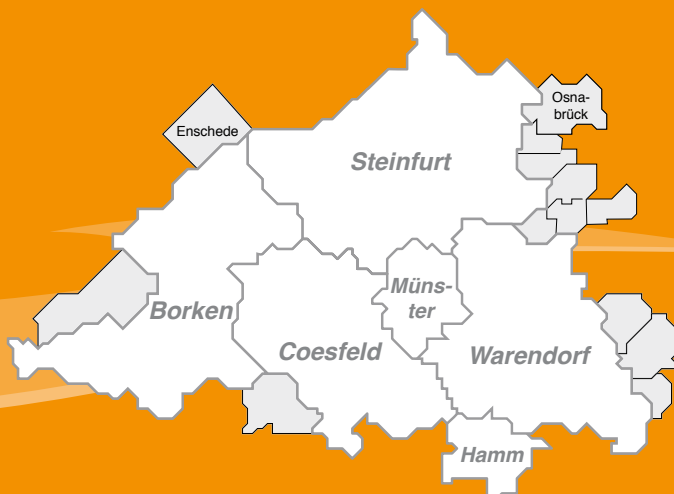 Osna-
brück
Enschede
Steinfurt
Müns-
ter
Borken
Coesfeld
Warendorf
Hamm